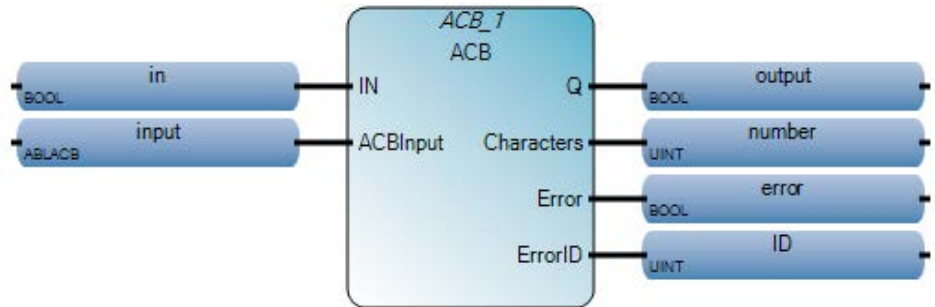 ACB_1
ACB
in
BOOL
IN
Q
output
BOOL
input
ABLACB
ACBInput
Characters
number
UINT
Error
error
BOOL
ErrorID
ID
UINT